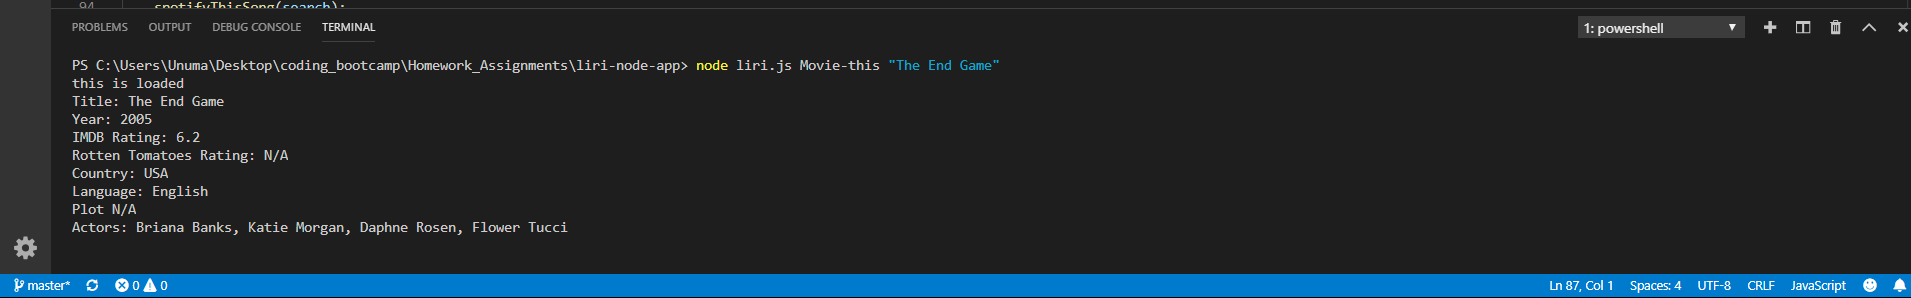 94 spotifyThisSong(search);
PROBLEMS OUTPUT DEBUG CONSOLE TERMINAL 1: powershell
PS C:\Users\Unuma\Desktop\coding_bootcamp\Homework_Assignments\liri-node-app> node liri.js Movie-this "The End Game"
this is loaded
Title: The End Game
Year: 2005
IMDB Rating: 6.2
Rotten Tomatoes Rating: N/A
Country: USA
Language: English
Plot N/A
Actors: Briana Banks, Katie Morgan, Daphne Rosen, Flower Tucci
master* 0 0 Ln 87, Col 1 Spaces: 4 UTF-8 CRLF JavaScript